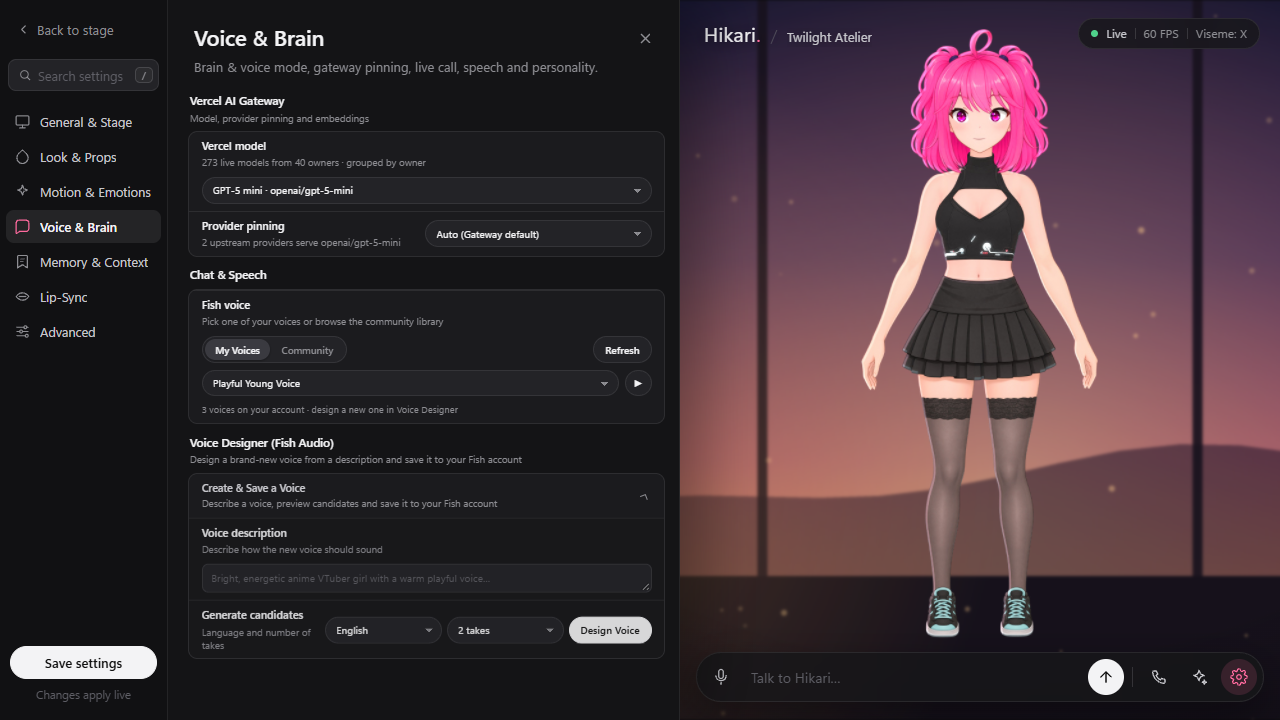 Back to stage
Search settings /
General & Stage
Look & Props
Motion & Emotions
Voice & Brain
Memory & Context
Lip-Sync
Advanced
Save settings
Changes apply live
Voice & Brain
Brain & voice mode, gateway pinning, live call, speech and personality.
Vercel AI Gateway
Model, provider pinning and embeddings
Vercel model
273 live models from 40 owners · grouped by owner
GPT-5 mini · openai/gpt-5-mini
Provider pinning
2 upstream providers serve openai/gpt-5-mini
Auto (Gateway default)
Chat & Speech
Fish voice
Pick one of your voices or browse the community library
My Voices Community Refresh
Playful Young Voice
3 voices on your account · design a new one in Voice Designer
Voice Designer (Fish Audio)
Design a brand-new voice from a description and save it to your Fish account
Create & Save a Voice
Describe a voice, preview candidates and save it to your Fish account
Voice description
Describe how the new voice should sound
Bright, energetic anime VTuber girl with a warm playful voice...
Generate candidates
Language and number of
takes
English 2 takes Design Voice
Hikari. / Twilight Atelier
Live 60 FPS Viseme: X
Talk to Hikari...